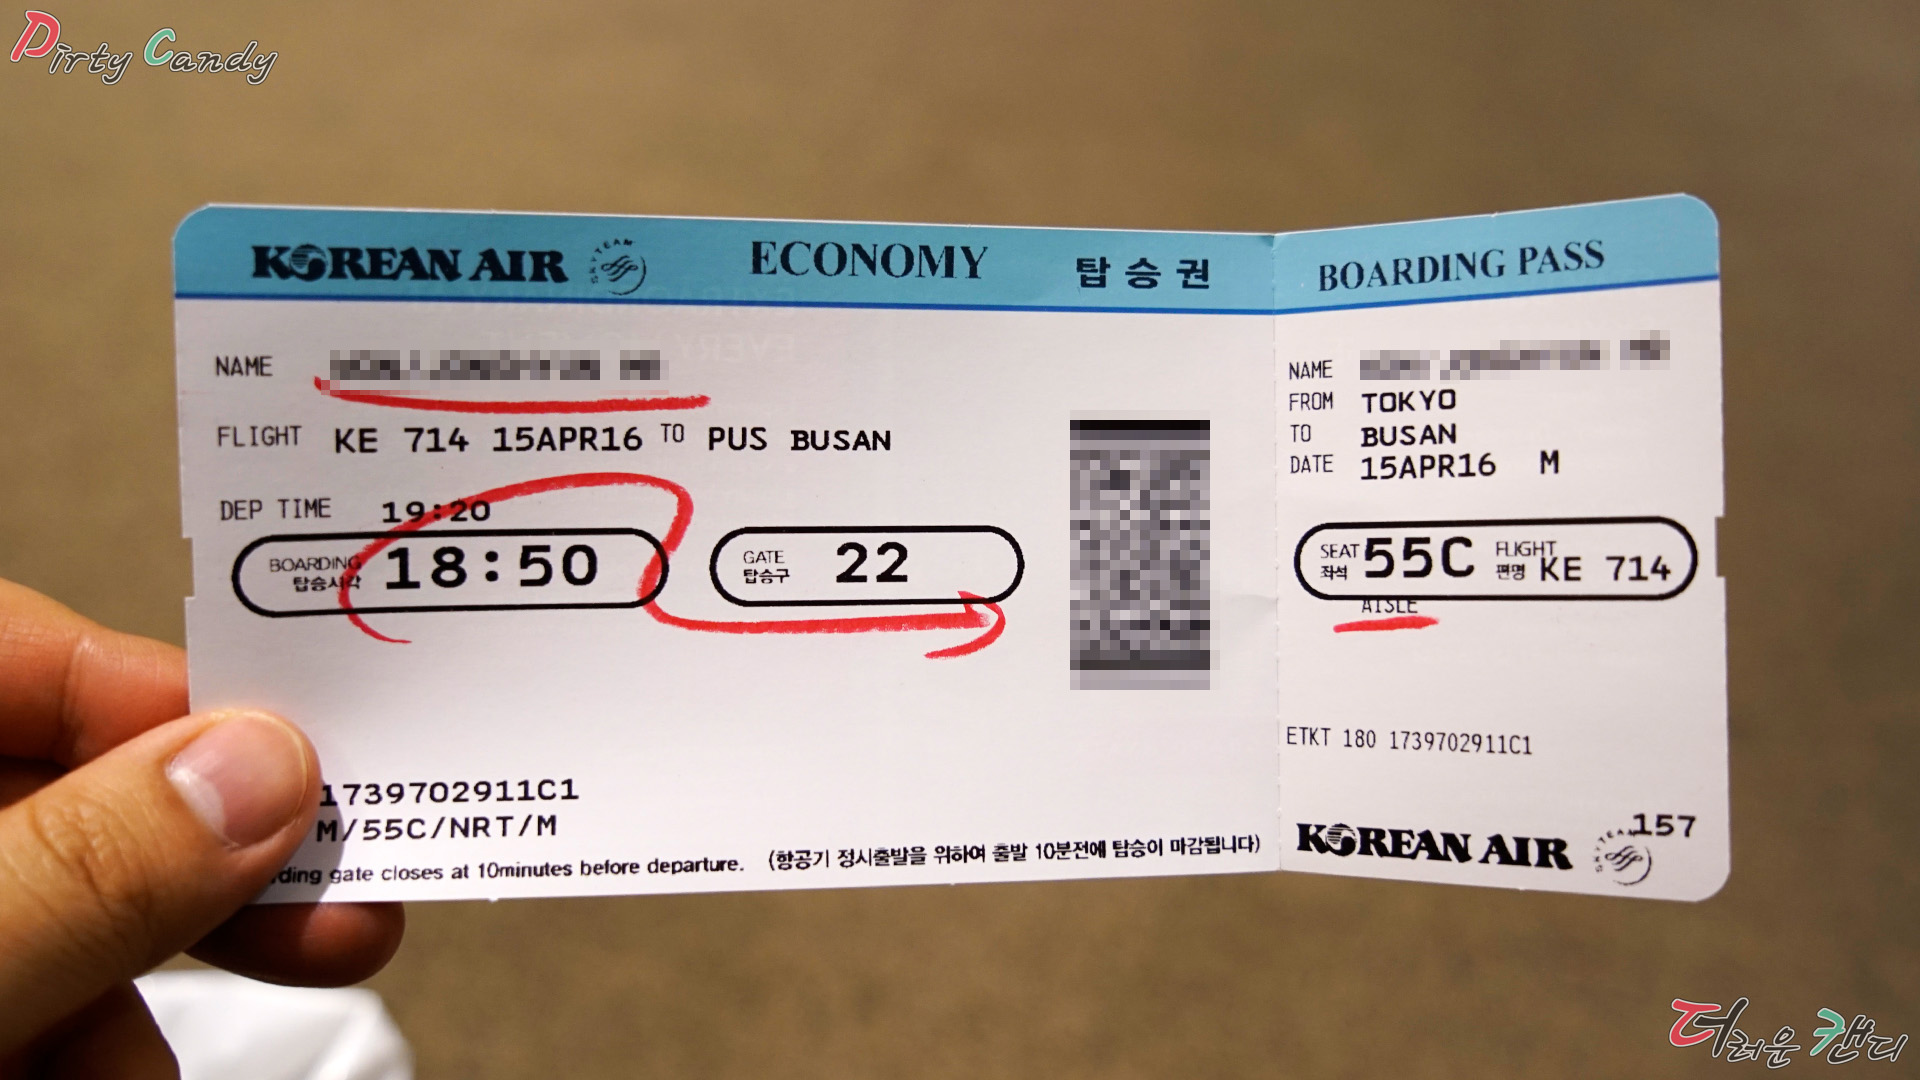 Dirty Candy
KOREAN AIR SKYTEAM ECONOMY 탑승권
NAME
FLIGHT KE 714 15APR16 TO PUS BUSAN
DEP TIME 19:20
BOARDING 탑승시각 18:50
GATE 탑승구 22
1739702911C1
M/55C/NRT/M
gate closes at 10minutes before departure. (항공기 정시출발을 위하여 출발 10분전에 탑승이 마감됩니다)
BOARDING PASS
NAME
FROM TOKYO
TO BUSAN
DATE 15APR16 M
SEAT 좌석 55C FLIGHT 편명 KE 714
AISLE
ETKT 180 1739702911C1
157
KOREAN AIR SKYTEAM
더러운 캔디